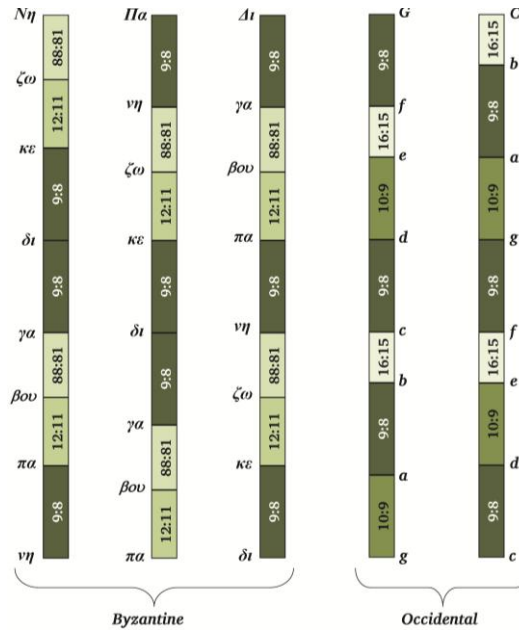 Νη
88:81
ζω
12:11
κε
9:8
δι
9:8
γα
88:81
βου
12:11
πα
9:8
νη
Πα
9:8
νη
88:81
ζω
12:11
κε
9:8
δι
9:8
γα
88:81
βου
12:11
πα
Δι
9:8
γα
88:81
βου
12:11
πα
9:8
νη
88:81
ζω
12:11
κε
9:8
δι
G
9:8
f
16:15
e
10:9
d
9:8
c
16:15
b
9:8
a
10:9
g
C
16:15
b
9:8
a
10:9
g
9:8
f
16:15
e
10:9
d
9:8
c
Byzantine
Occidental